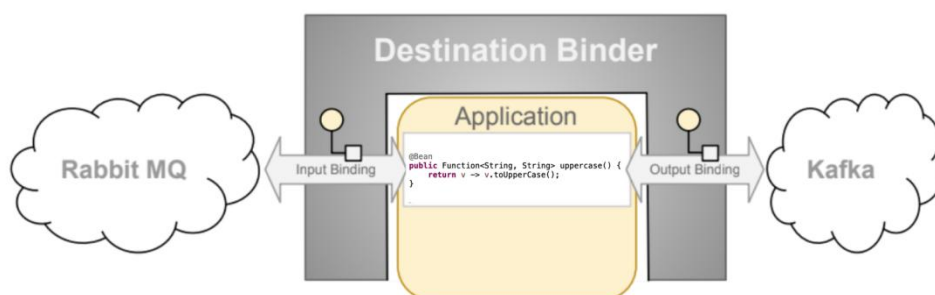 Destination Binder
Application
Rabbit MQ
Input Binding
@Bean
public Function<String, String> uppercase() {
    return v -> v.toUpperCase();
}
Output Binding
Kafka